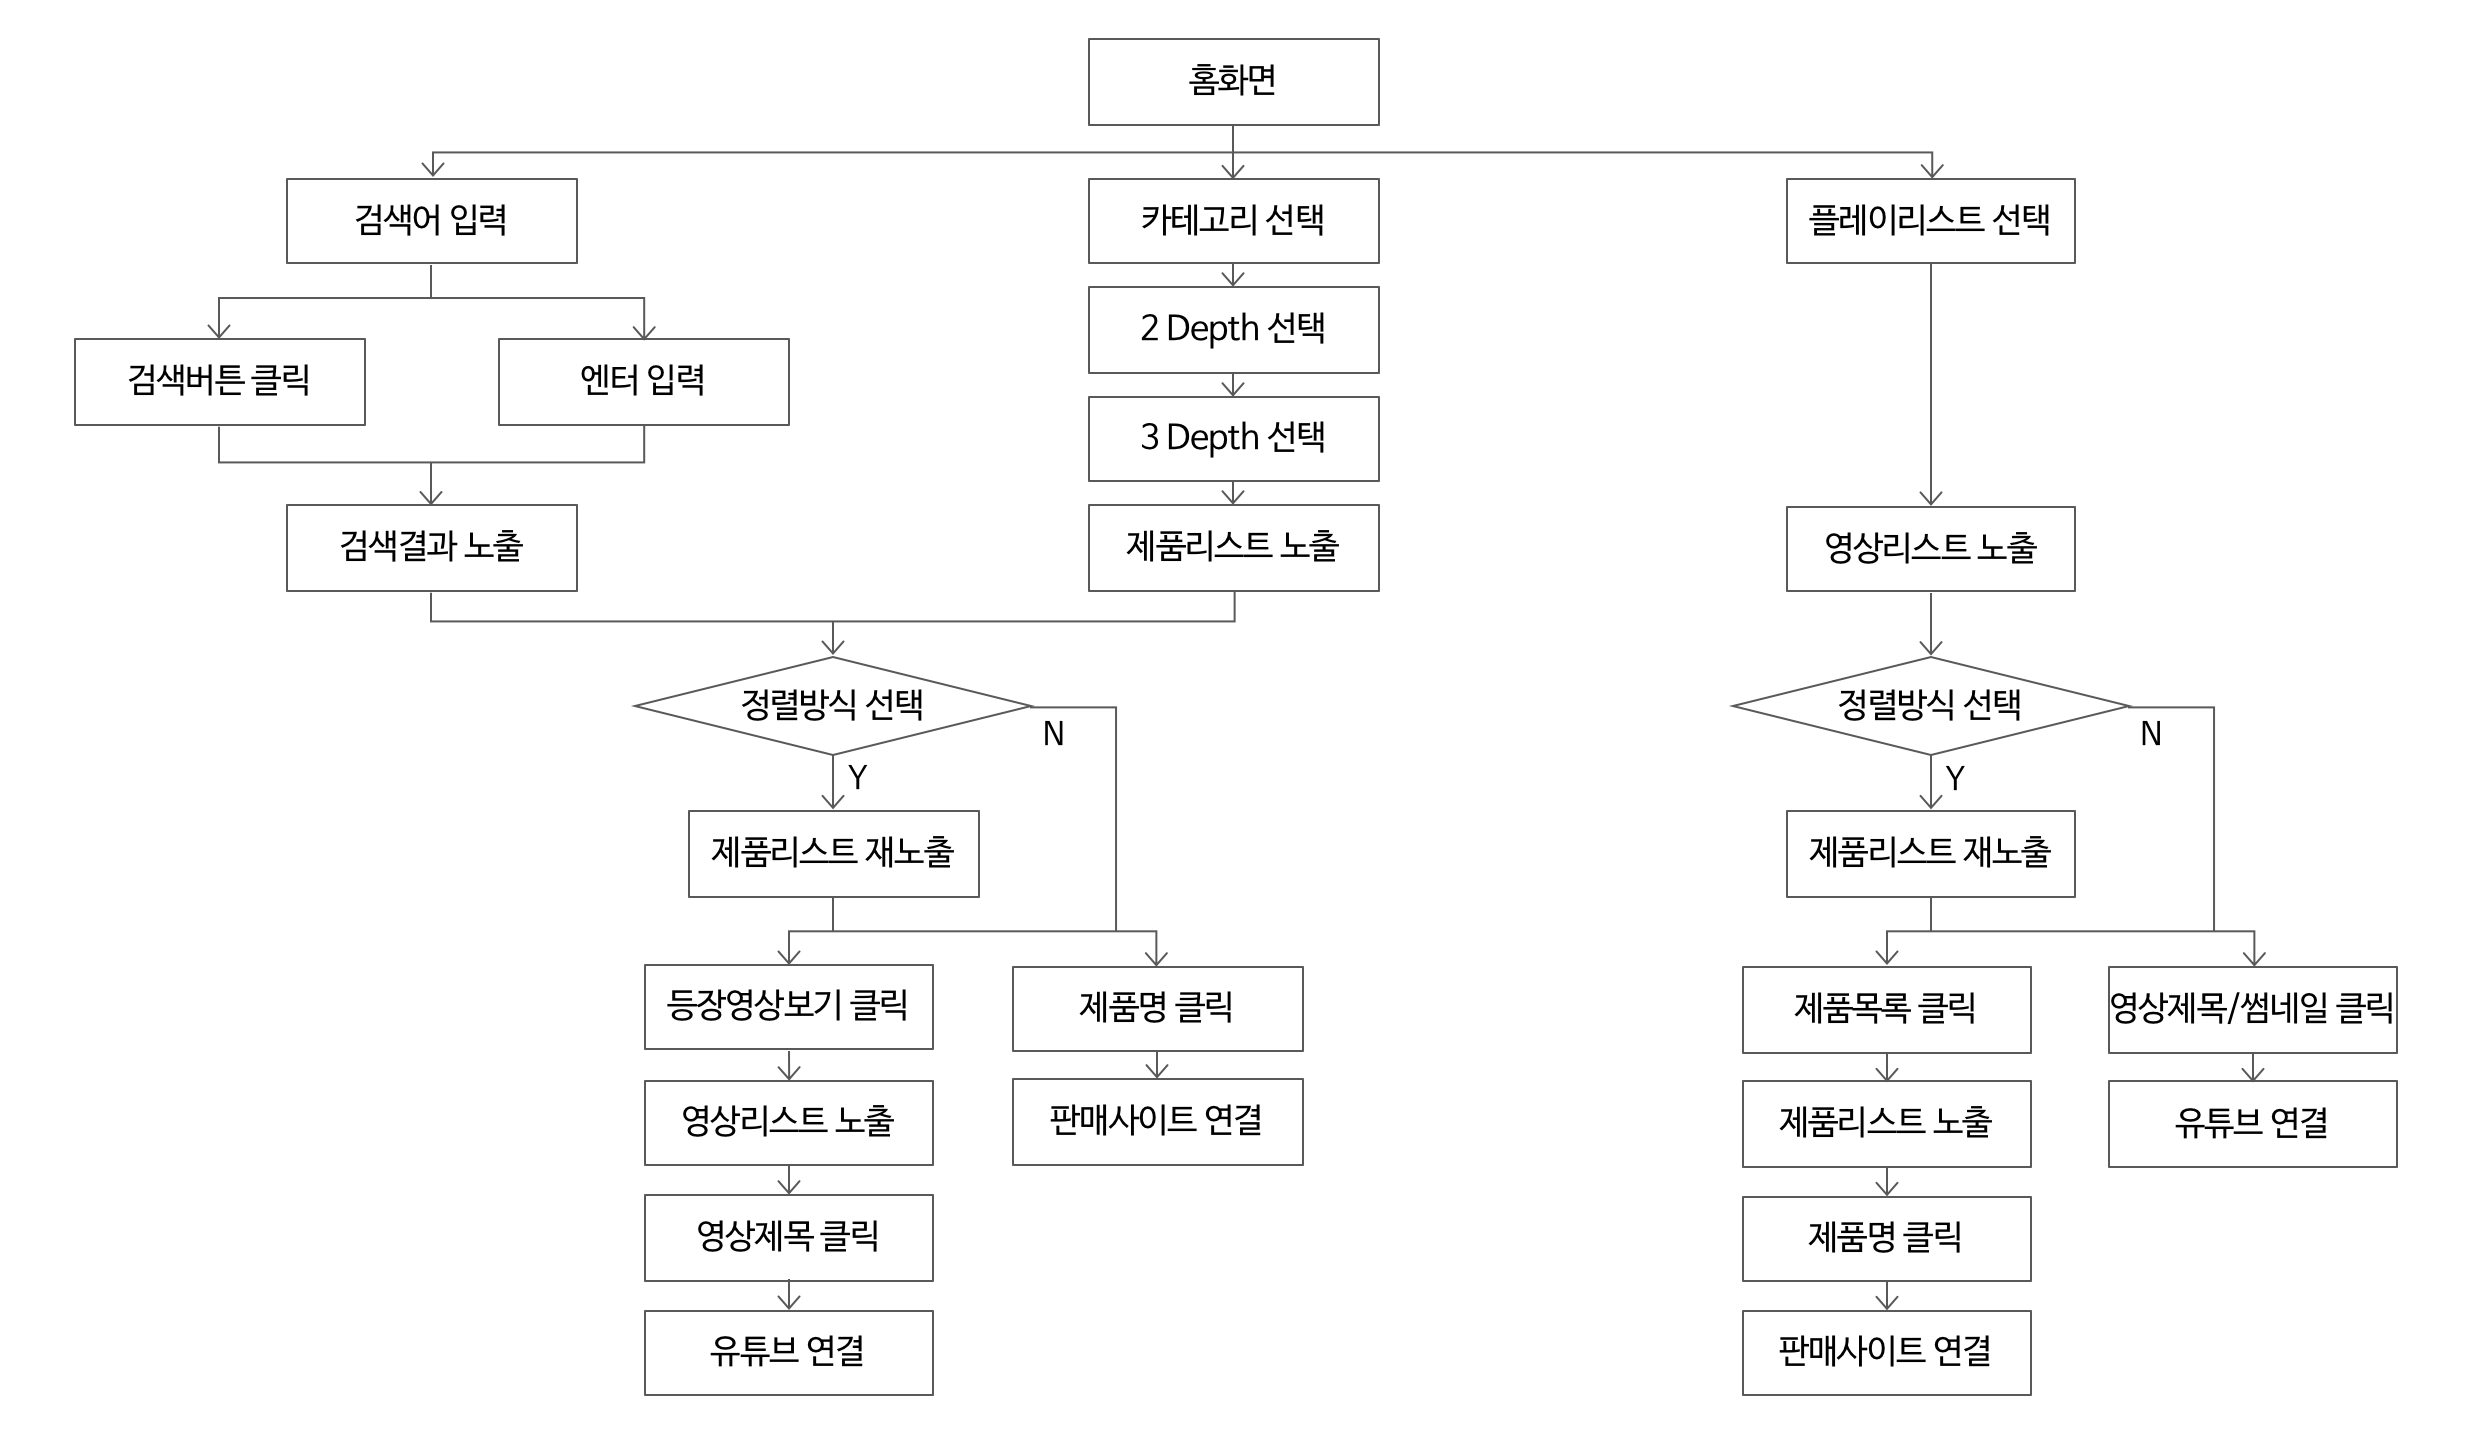 홈화면
검색어 입력
카테고리 선택
플레이리스트 선택
2 Depth 선택
검색버튼 클릭
엔터 입력
3 Depth 선택
검색결과 노출
제품리스트 노출
영상리스트 노출
정렬방식 선택
N
Y
정렬방식 선택
N
Y
제품리스트 재노출
제품리스트 재노출
등장영상보기 클릭
제품명 클릭
제품목록 클릭
영상제목/썸네일 클릭
영상리스트 노출
판매사이트 연결
제품리스트 노출
유튜브 연결
영상제목 클릭
제품명 클릭
유튜브 연결
판매사이트 연결